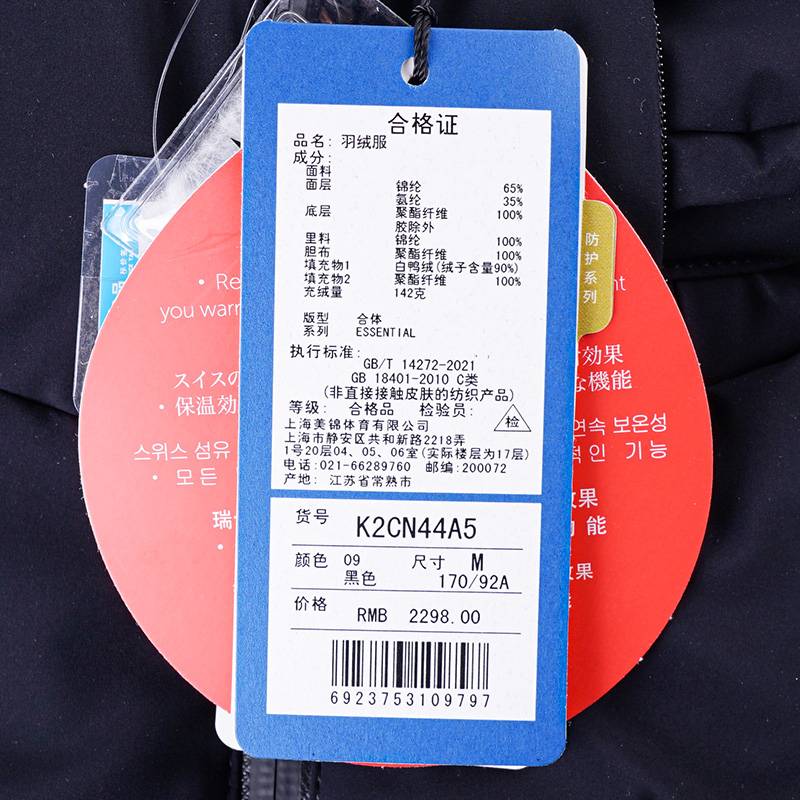 合格证
品名: 羽绒服
成分:
面料
面层 锦纶 65%
氨纶 35%
底层 聚酯纤维 100%
胶除外
里料 锦纶 100%
胆布 聚酯纤维 100%
填充物1 白鸭绒(绒子含量90%)
填充物2 聚酯纤维 100%
充绒量 142克
版型 合体
系列 ESSENTIAL
执行标准:
GB/T 14272-2021
GB 18401-2010 C类
(非直接接触皮肤的纺织产品)
等级: 合格品 检验员: 检
上海美锦体育有限公司
上海市静安区共和新路2218弄
1号20层04、05、06室(实际楼层为17层)
电话:021-66289760 邮编:200072
产地: 江苏省常熟市
货号 K2CN44A5
颜色 09 尺寸 M
黑色 170/92A
价格 RMB 2298.00
6923753109797
防护系列
• Re
you warm
スイスの
• 保温効
스위스 섬유
• 모든
瑞
nt
効果
な機能
연속 보온성
적인 기능
效果
功能
效果
能